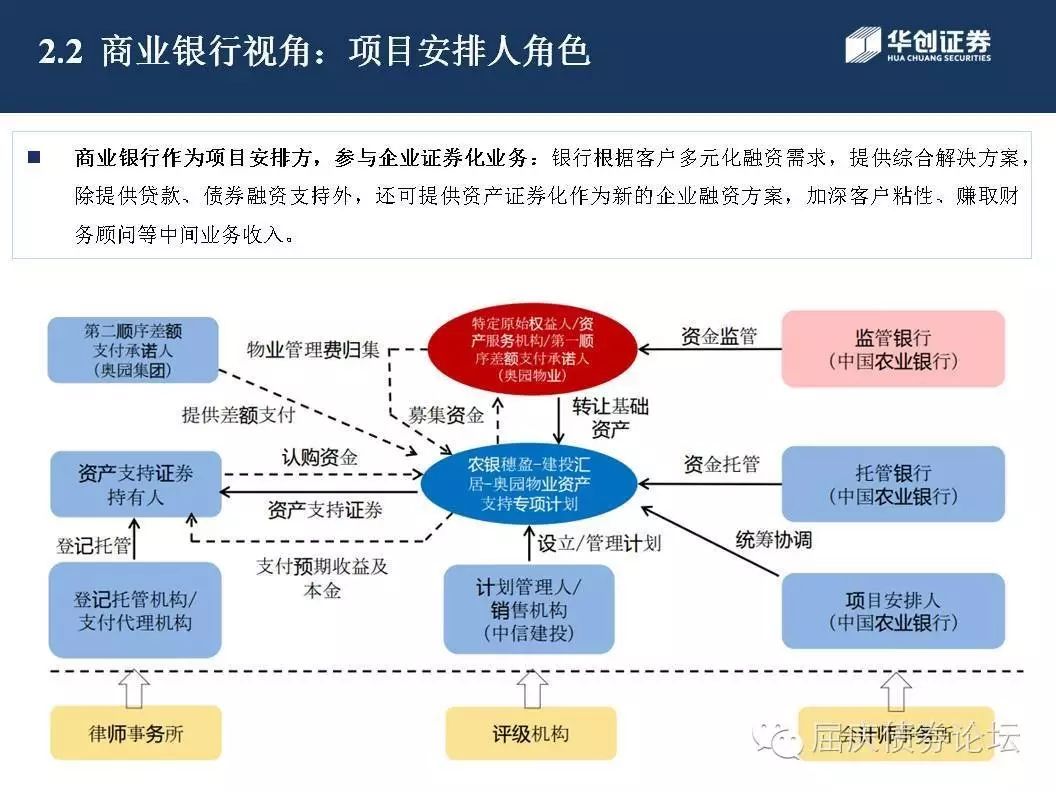 2.2 商业银行视角：项目安排人角色
华创证券
HUA CHUANG SECURITIES
商业银行作为项目安排方，参与企业证券化业务：银行根据客户多元化融资需求，提供综合解决方案，
除提供贷款、债券融资支持外，还可提供资产证券化作为新的企业融资方案，加深客户粘性、赚取财
务顾问等中间业务收入。
第二顺序差额
支付承诺人
（奥园集团）
物业管理费归集
特定原始权益人/资
产服务机构/第一顺
序差额支付承诺人
（奥园物业）
资金监管
监管银行
（中国农业银行）
提供差额支付
募集资金
转让基础
资产
资产支持证券
持有人
认购资金
资产支持证券
农银穗盈-建投汇
居-奥园物业资产
支持专项计划
资金托管
托管银行
（中国农业银行）
登记托管
支付预期收益及
本金
设立/管理计划
统筹协调
登记托管机构/
支付代理机构
计划管理人/
销售机构
（中信建投）
项目安排人
（中国农业银行）
律师事务所
评级机构
会计师事务所
屈庆债券论坛